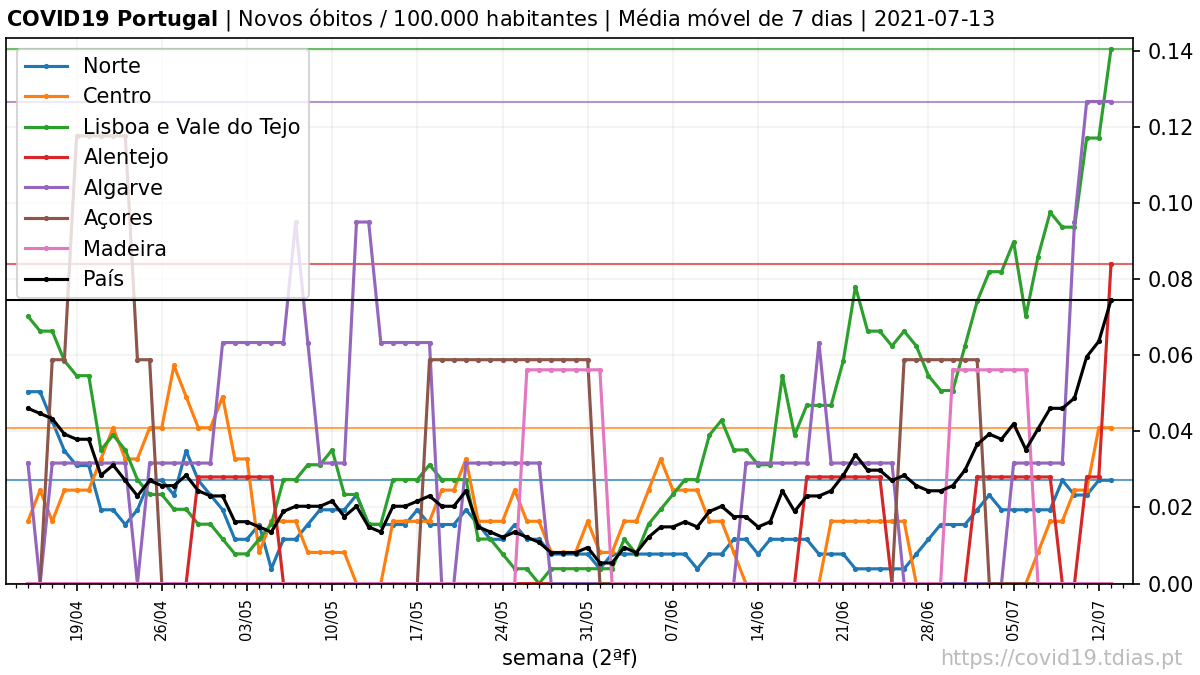 COVID19 Portugal | Novos óbitos / 100.000 habitantes | Média móvel de 7 dias | 2021-07-13
Norte
Centro
Lisboa e Vale do Tejo
Alentejo
Algarve
Açores
Madeira
País
0.14
0.12
0.10
0.08
0.06
0.04
0.02
0.00
19/04
26/04
03/05
10/05
17/05
24/05
31/05
07/06
14/06
21/06
28/06
05/07
12/07
semana (2ªf)
https://covid19.tdias.pt